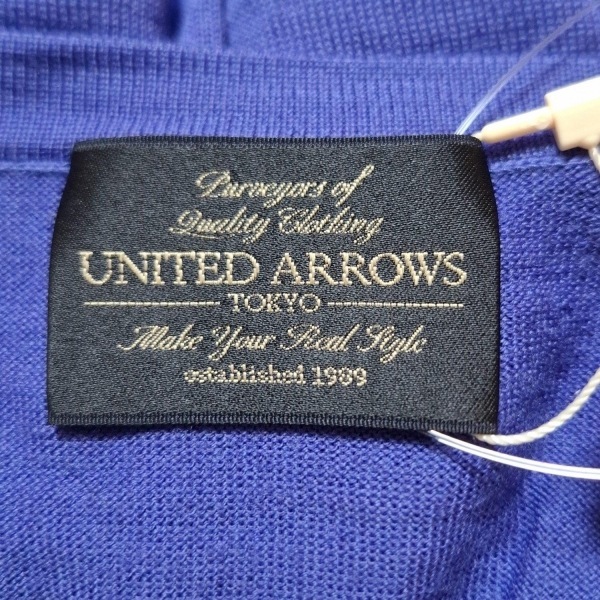 Purveyors of
Quality Clothing
UNITED ARROWS
TOKYO
Make Your Real Style
established 1989